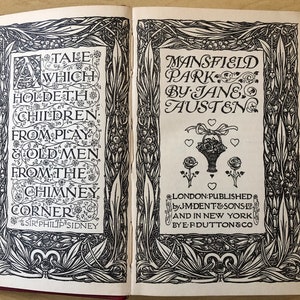 A TALE
WHICH
HOLDETH
CHILDREN
FROM PLAY
& OLD MEN
FROM THE
CHIMNEY
CORNER
SIR PHILIP SIDNEY
MANSFIELD
PARK
BY JANE
AUSTEN
LONDON: PUBLISHED
by J.M. DENT & SONS LTD
AND IN NEW YORK
BY E. P. DUTTON & CO